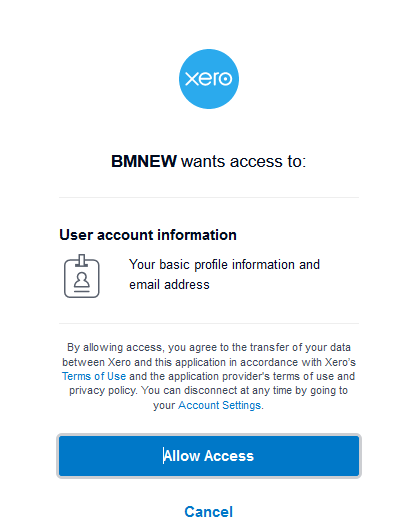 xero
BMNEW wants access to:
User account information
Your basic profile information and
email address
By allowing access, you agree to the transfer of your data
between Xero and this application in accordance with Xero's
Terms of Use and the application provider's terms of use and
privacy policy. You can disconnect at any time by going to
your Account Settings.
Allow Access
Cancel